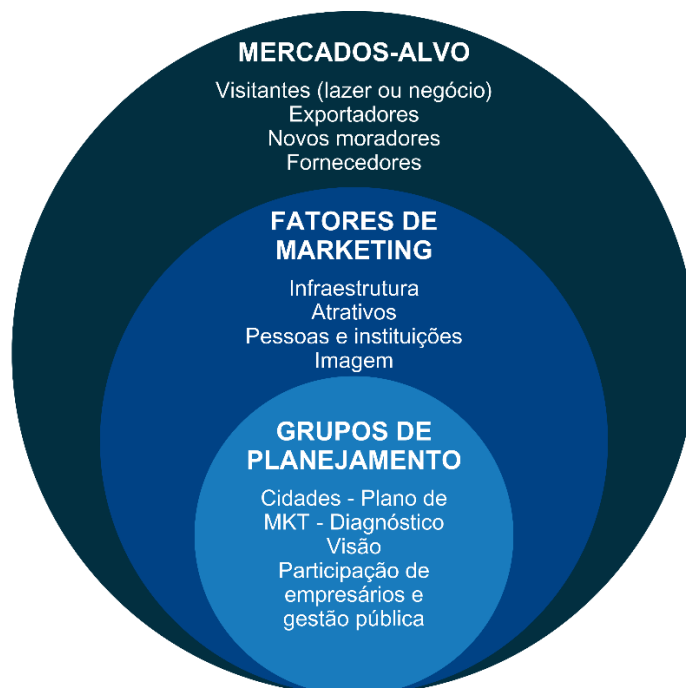 MERCADOS-ALVO
Visitantes (lazer ou negócio)
Exportadores
Novos moradores
Fornecedores
FATORES DE
MARKETING
Infraestrutura
Atrativos
Pessoas e instituições
Imagem
GRUPOS DE
PLANEJAMENTO
Cidades - Plano de
MKT - Diagnóstico
Visão
Participação de
empresários e
gestão pública